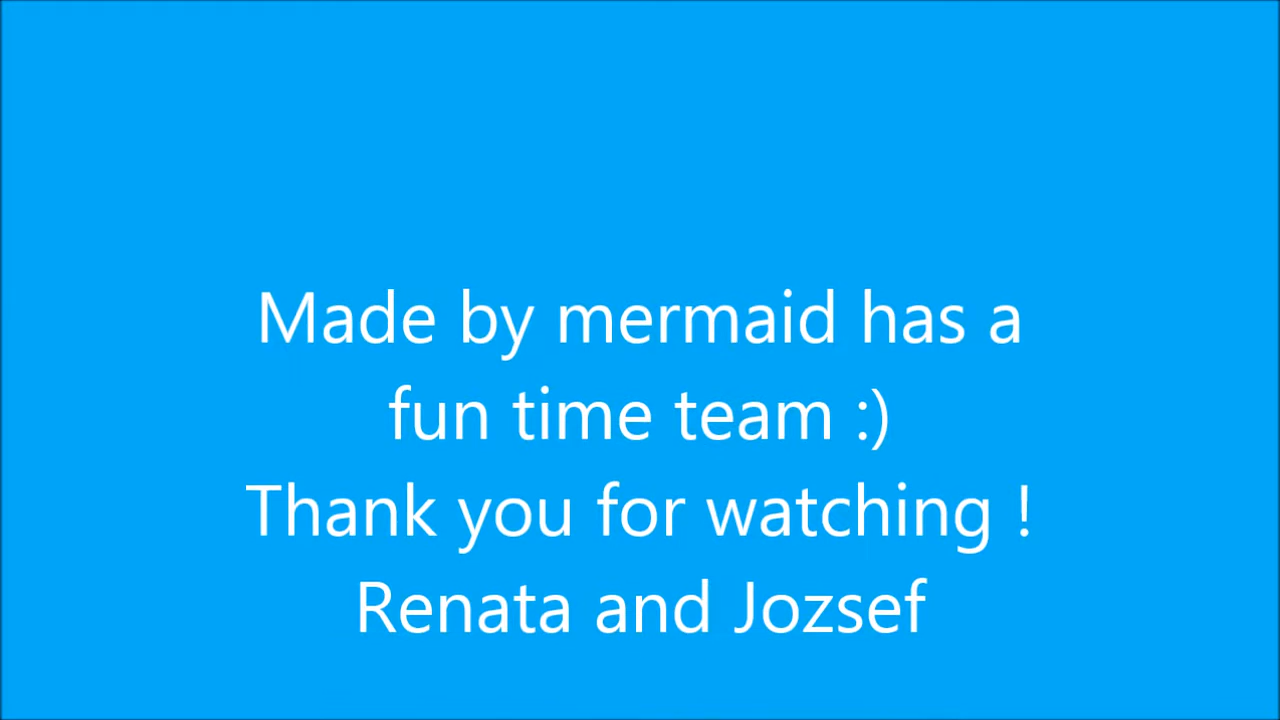 Made by mermaid has a
fun time team :)
Thank you for watching !
Renata and Jozsef